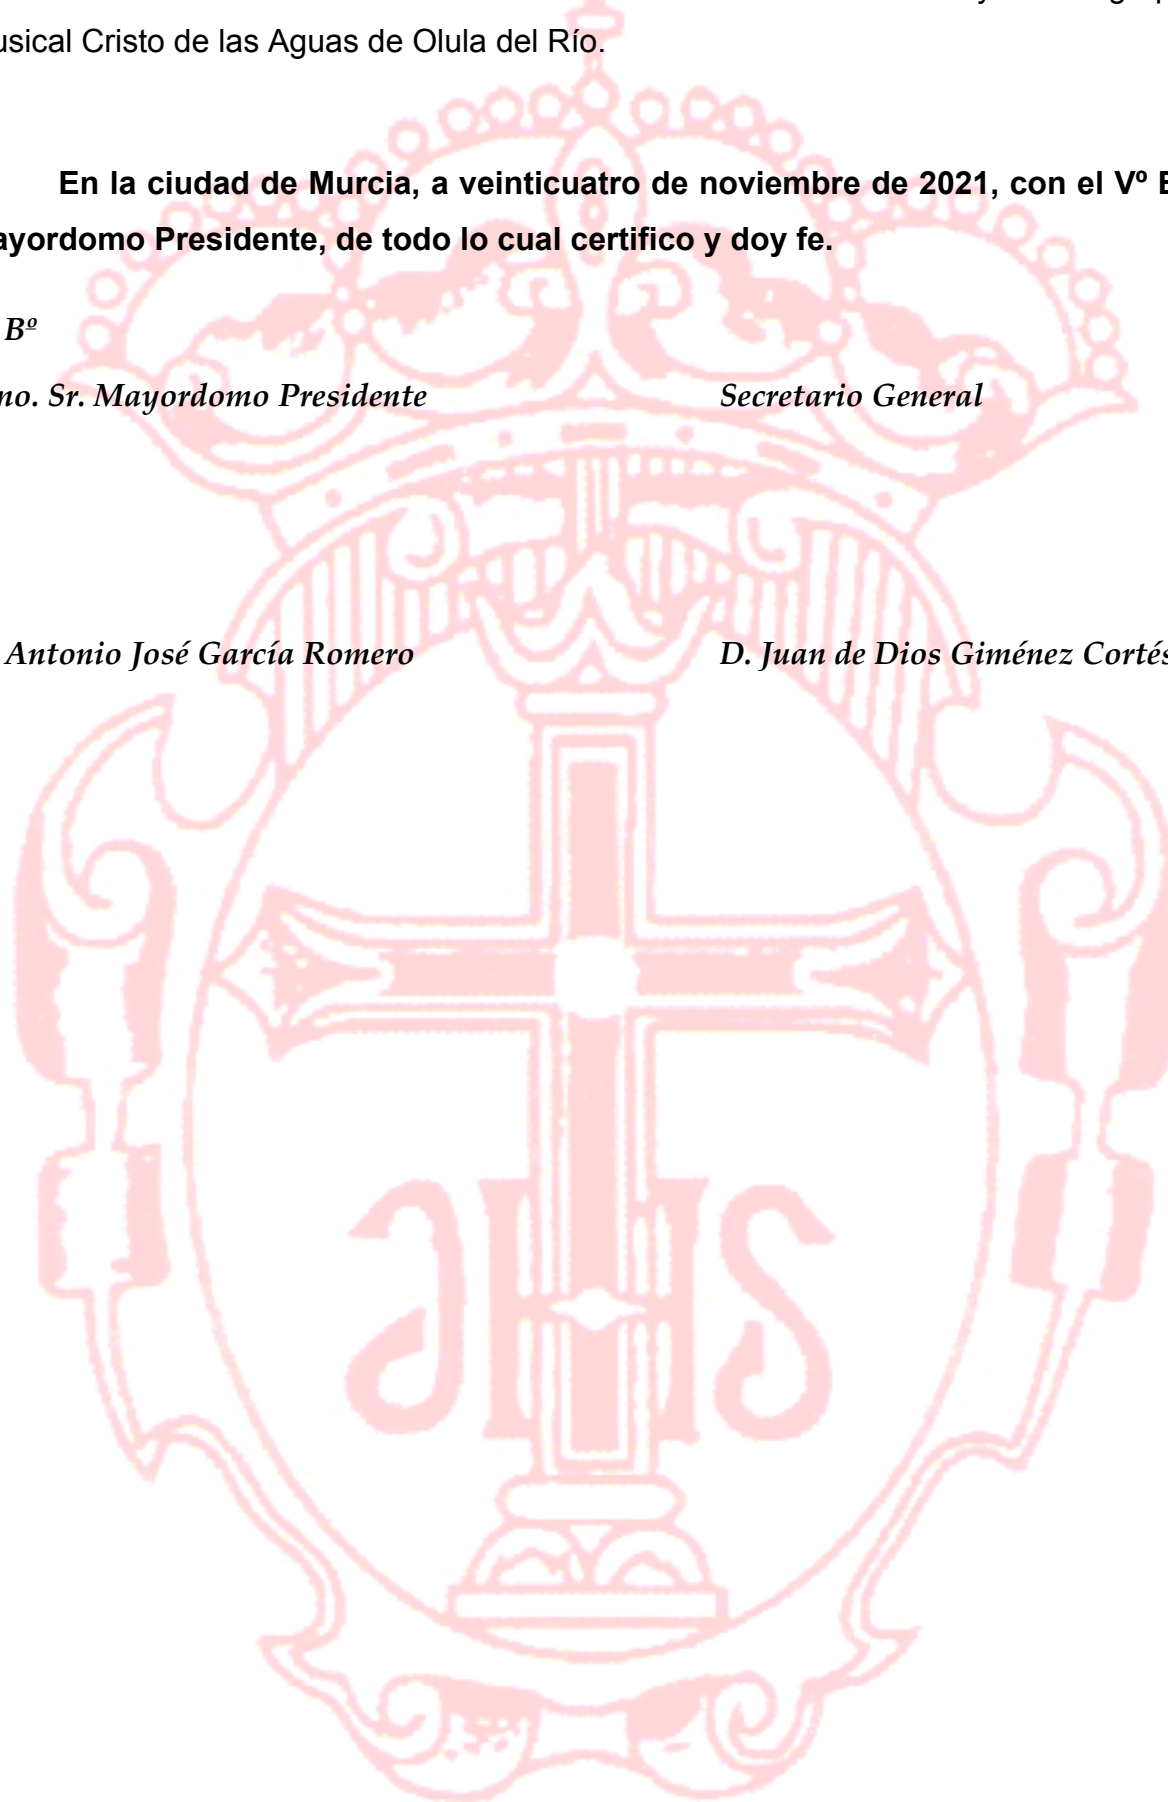 usical Cristo de las Aguas de Olula del Río.
En la ciudad de Murcia, a veinticuatro de noviembre de 2021, con el Vº
ayordomo Presidente, de todo lo cual certifico y doy fe.
Bº
mo. Sr. Mayordomo Presidente Secretario General
Antonio José García Romero D. Juan de Dios Giménez Cortés
JHS